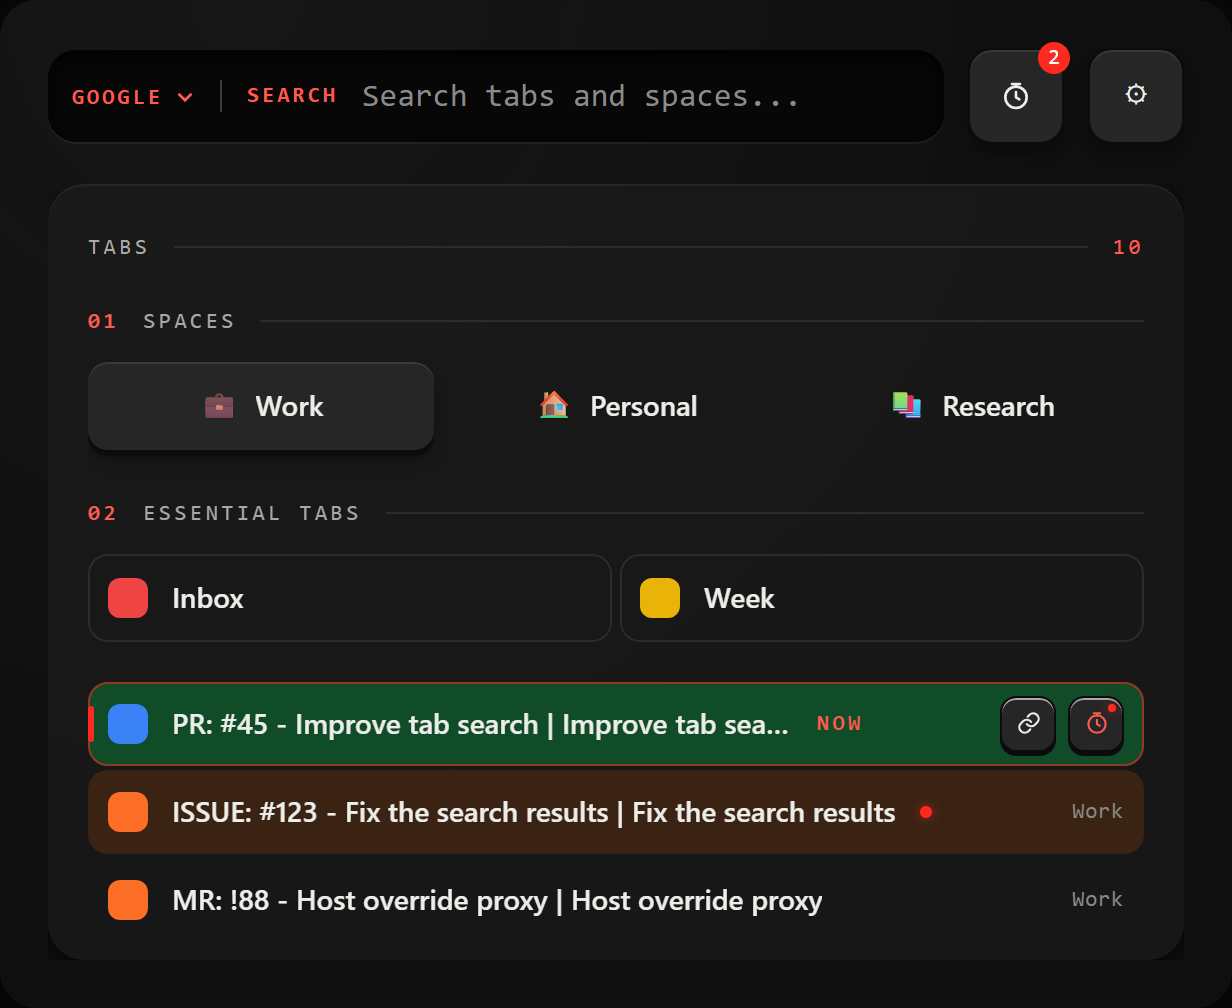 GOOGLE SEARCH Search tabs and spaces... 2
TABS 10
01 SPACES
Work Personal Research
02 ESSENTIAL TABS
Inbox Week
PR: #45 - Improve tab search | Improve tab sea... NOW
ISSUE: #123 - Fix the search results | Fix the search results Work
MR: !88 - Host override proxy | Host override proxy Work